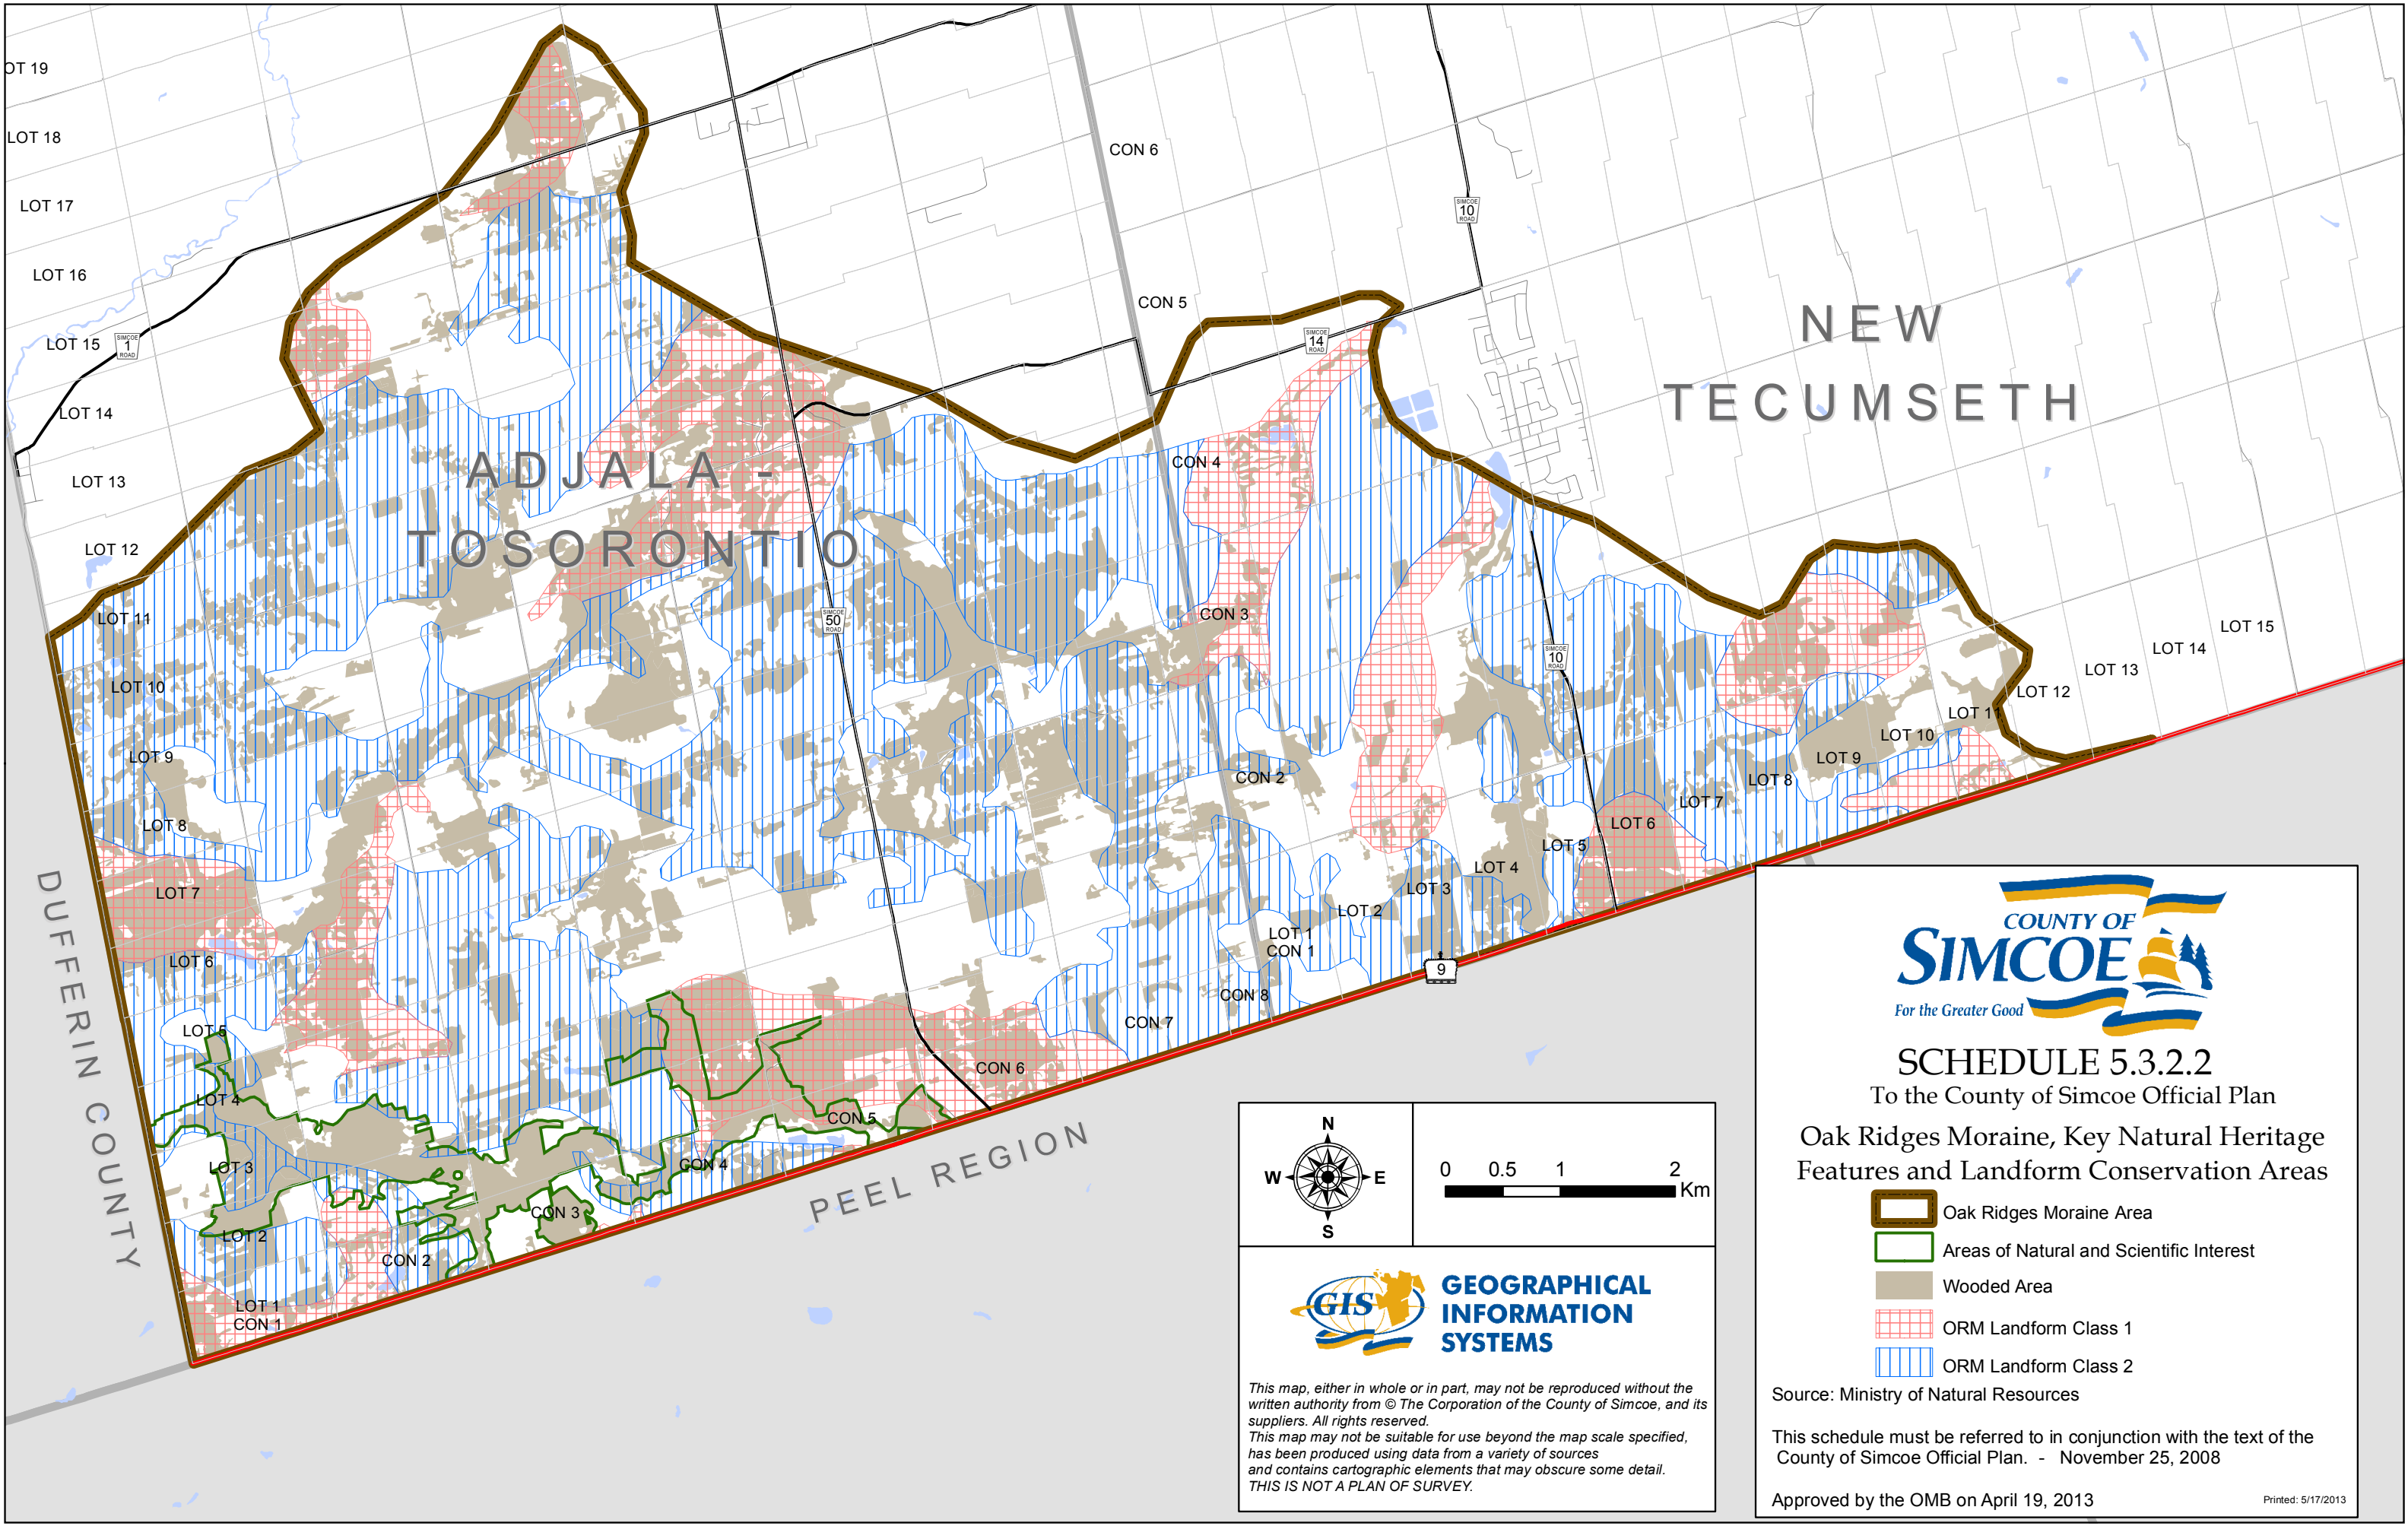 OT 19
LOT 18
LOT 17
LOT 16
LOT 15
LOT 14
LOT 13
LOT 12
LOT 11
LOT 10
LOT 9
LOT 8
LOT 7
LOT 6
LOT 5
LOT 4
LOT 3
LOT 2
LOT 1
CON 1
CON 2
CON 3
CON 4
CON 5
CON 6
CON 7
CON 8
LOT 1
CON 1
LOT 2
LOT 3
LOT 4
LOT 5
LOT 6
LOT 7
LOT 8
LOT 9
LOT 10
LOT 11
LOT 12
LOT 13
LOT 14
LOT 15
CON 2
CON 3
CON 4
CON 5
CON 6
SIMCOE
1
ROAD
SIMCOE
50
ROAD
SIMCOE
14
ROAD
SIMCOE
10
ROAD
SIMCOE
10
ROAD
9
ADJALA -
TOSORONTIO
NEW
TECUMSETH
DUFFERIN COUNTY
PEEL REGION
N
W E
S
0 0.5 1 2
Km
GIS
GEOGRAPHICAL
INFORMATION
SYSTEMS
This map, either in whole or in part, may not be reproduced without the
written authority from © The Corporation of the County of Simcoe, and its
suppliers. All rights reserved.
This map may not be suitable for use beyond the map scale specified,
has been produced using data from a variety of sources
and contains cartographic elements that may obscure some detail.
THIS IS NOT A PLAN OF SURVEY.
COUNTY OF
SIMCOE
For the Greater Good
SCHEDULE 5.3.2.2
To the County of Simcoe Official Plan
Oak Ridges Moraine, Key Natural Heritage
Features and Landform Conservation Areas
Oak Ridges Moraine Area
Areas of Natural and Scientific Interest
Wooded Area
ORM Landform Class 1
ORM Landform Class 2
Source: Ministry of Natural Resources
This schedule must be referred to in conjunction with the text of the
County of Simcoe Official Plan. - November 25, 2008
Approved by the OMB on April 19, 2013
Printed: 5/17/2013